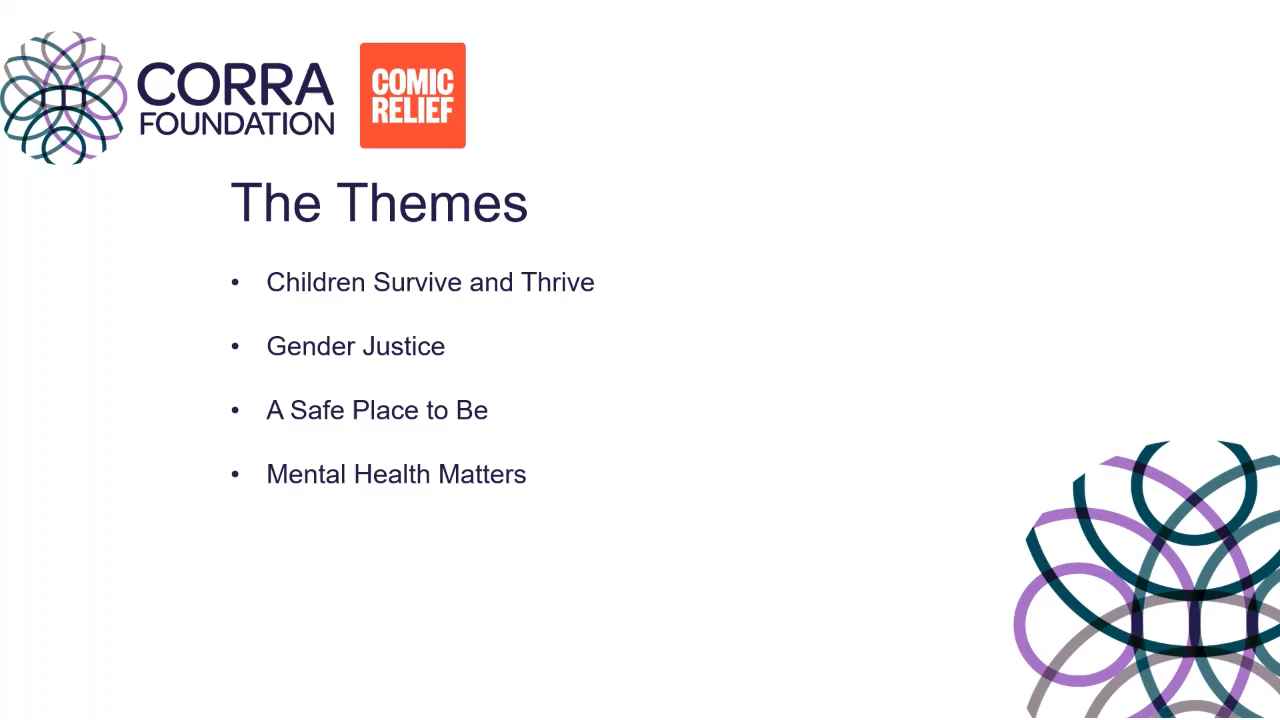 CORRA
FOUNDATION
COMIC
RELIEF
The Themes
• Children Survive and Thrive
• Gender Justice
• A Safe Place to Be
• Mental Health Matters